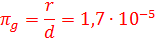 π_g = r/d = 1,7 · 10⁻⁵